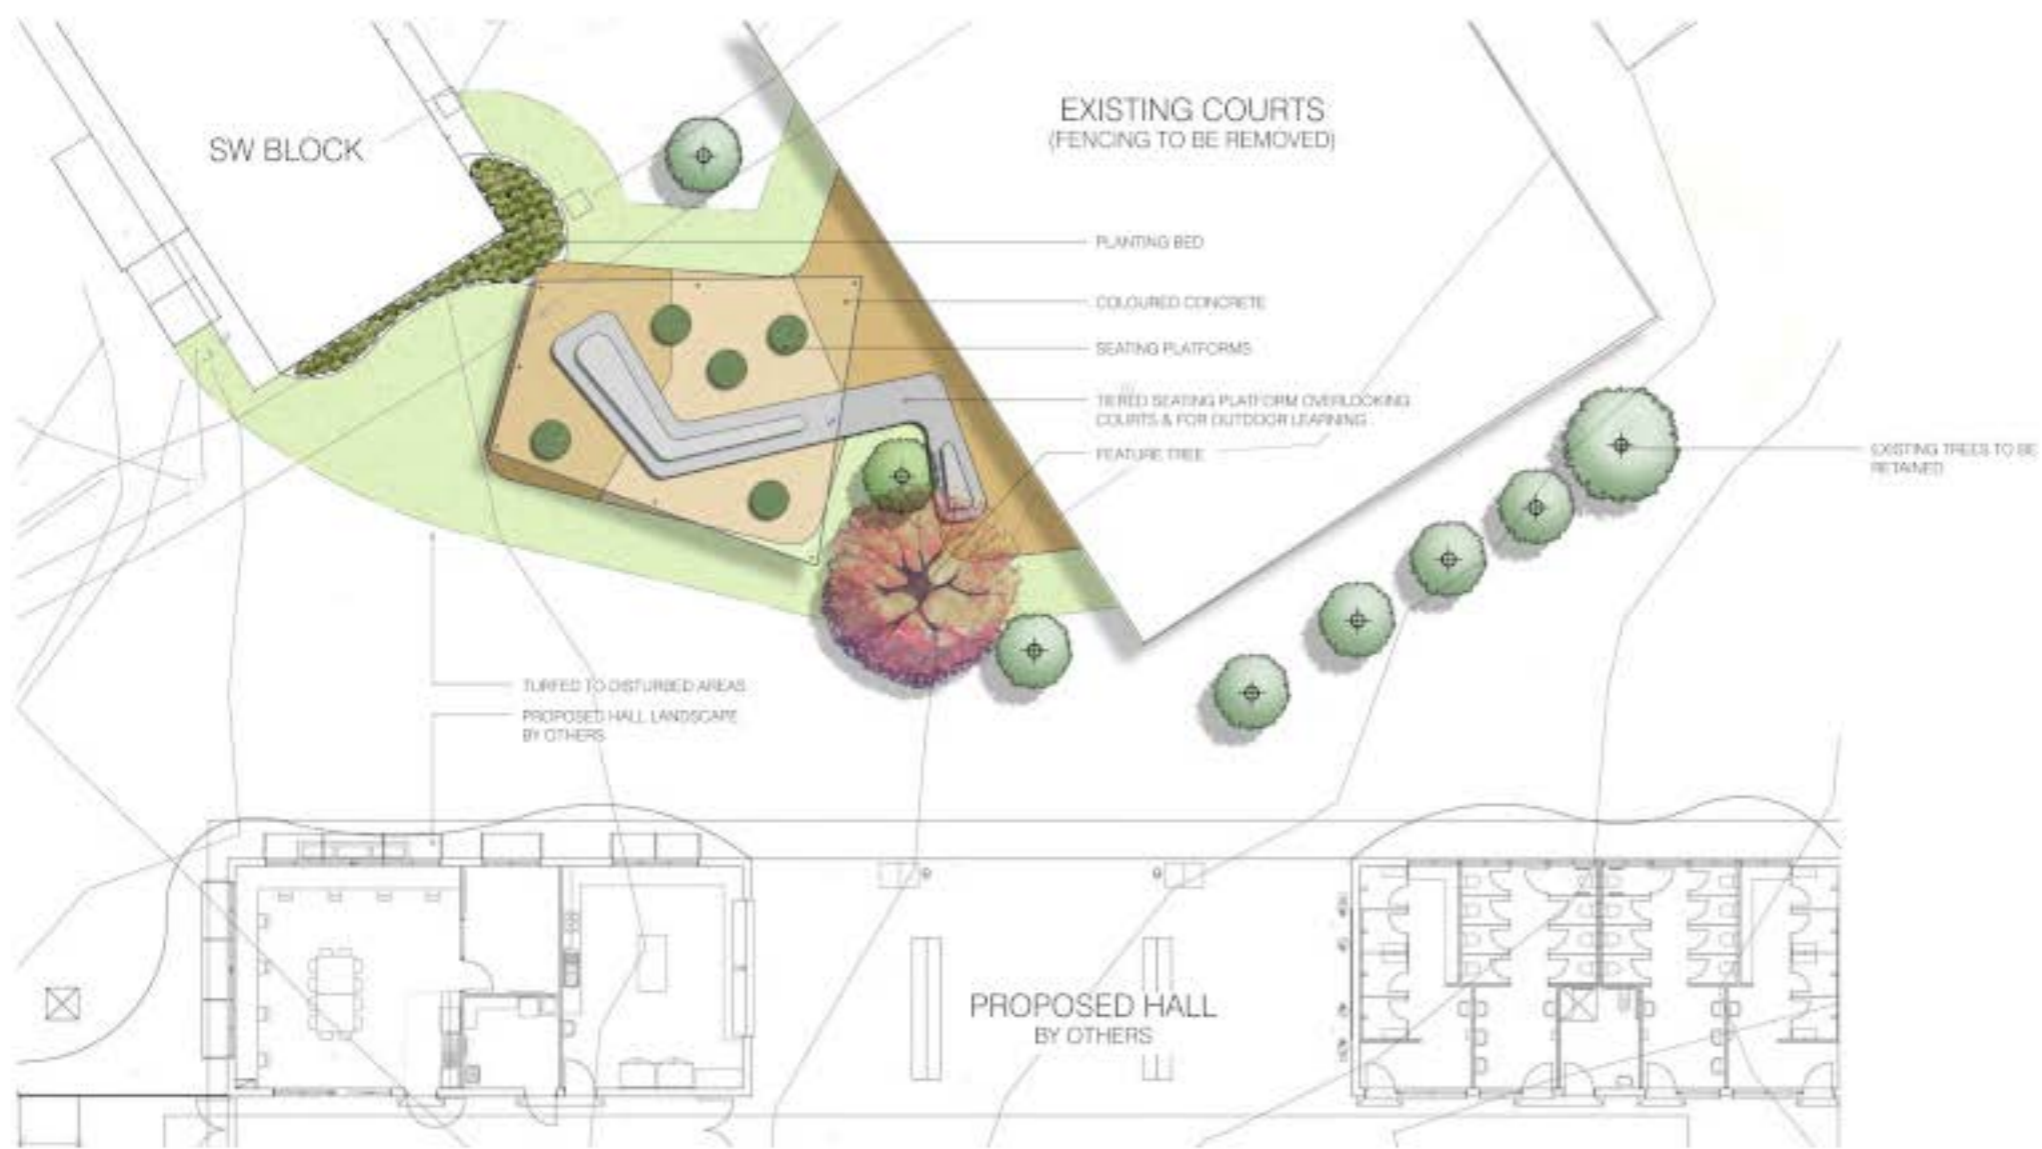 SW BLOCK
EXISTING COURTS
(FENCING TO BE REMOVED)
PLANTING BED
COLOURED CONCRETE
SEATING PLATFORMS
TIERED SEATING PLATFORM OVERLOOKING
COURTS & FOR OUTDOOR LEARNING
FEATURE TREE
EXISTING TREES TO BE
RETAINED
TURFED TO DISTURBED AREAS
PROPOSED HALL LANDSCAPE
BY OTHERS
PROPOSED HALL
BY OTHERS